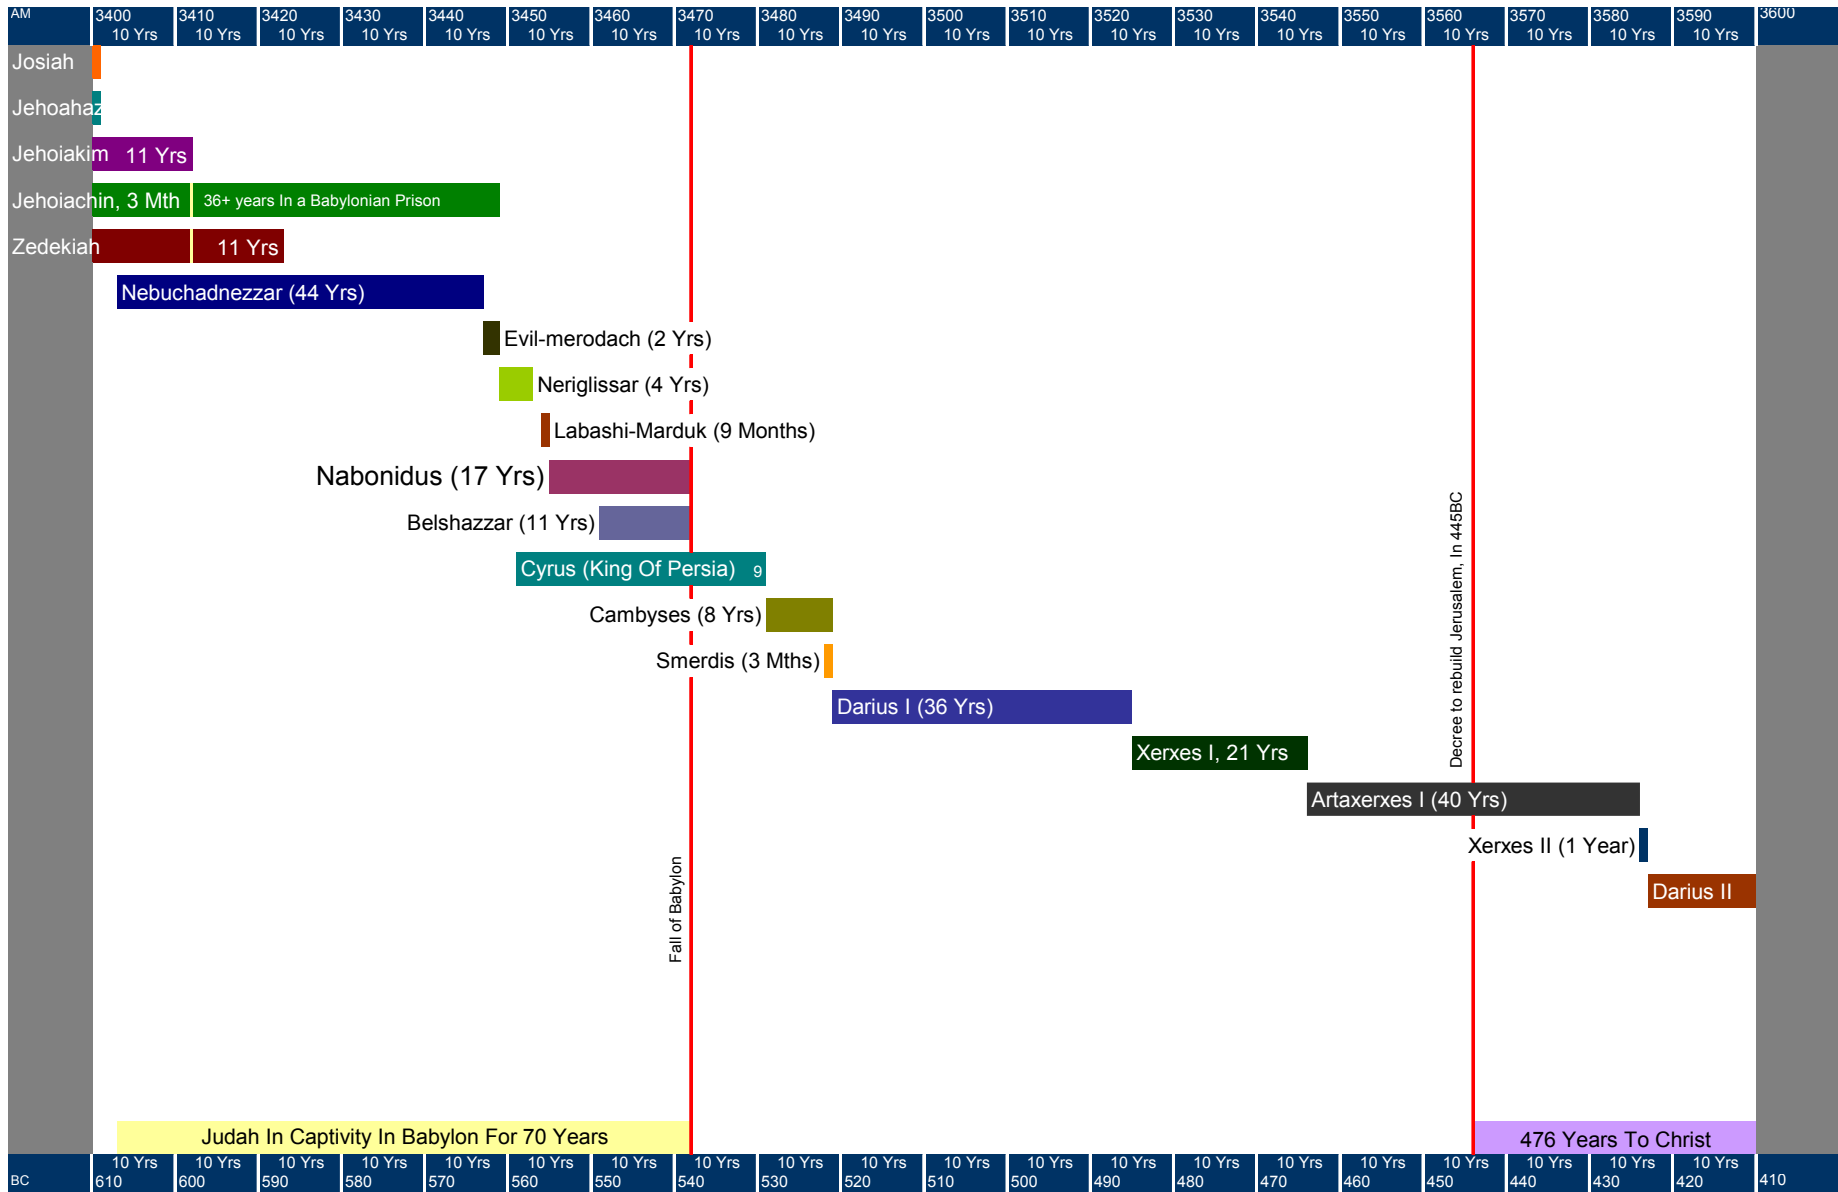 AM 3400 3410 3420 3430 3440 3450 3460 3470 3480 3490 3500 3510 3520 3530 3540 3550 3560 3570 3580 3590 3600
10 Yrs 10 Yrs 10 Yrs 10 Yrs 10 Yrs 10 Yrs 10 Yrs 10 Yrs 10 Yrs 10 Yrs 10 Yrs 10 Yrs 10 Yrs 10 Yrs 10 Yrs 10 Yrs 10 Yrs 10 Yrs 10 Yrs 10 Yrs
Josiah
Jehoahaz
Jehoiakim 11 Yrs
Jehoiachin, 3 Mth 36+ years In a Babylonian Prison
Zedekiah 11 Yrs
Nebuchadnezzar (44 Yrs)
Evil-merodach (2 Yrs)
Neriglissar (4 Yrs)
Labashi-Marduk (9 Months)
Nabonidus (17 Yrs)
Belshazzar (11 Yrs)
Cyrus (King Of Persia) 9
Cambyses (8 Yrs)
Smerdis (3 Mths)
Darius I (36 Yrs)
Decree to rebuild Jerusalem, In 445BC
Xerxes I, 21 Yrs
Artaxerxes I (40 Yrs)
Xerxes II (1 Year)
Darius II
Fall of Babylon
Judah In Captivity In Babylon For 70 Years
476 Years To Christ
10 Yrs 10 Yrs 10 Yrs 10 Yrs 10 Yrs 10 Yrs 10 Yrs 10 Yrs 10 Yrs 10 Yrs 10 Yrs 10 Yrs 10 Yrs 10 Yrs 10 Yrs 10 Yrs 10 Yrs 10 Yrs 10 Yrs 10 Yrs
BC 610 600 590 580 570 560 550 540 530 520 510 500 490 480 470 460 450 440 430 420 410